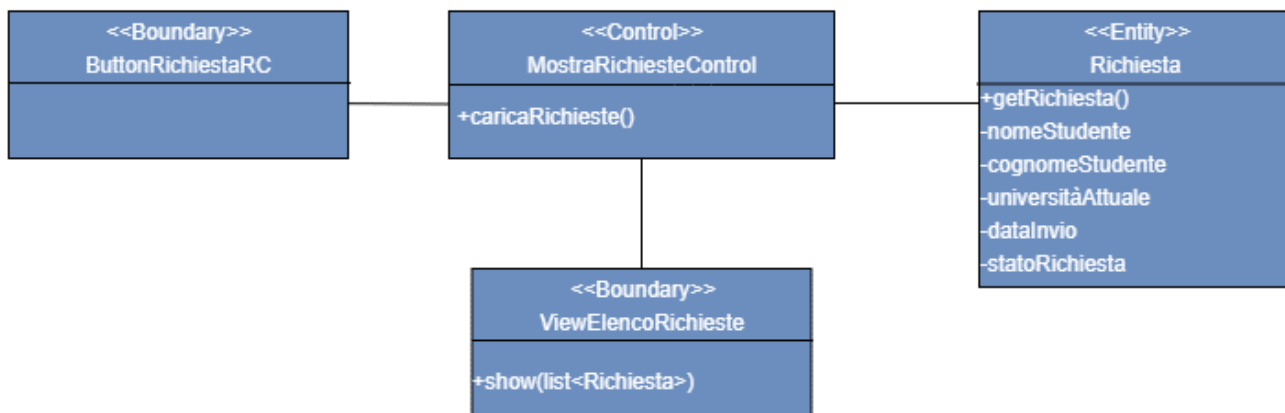 <<Boundary>>
ButtonRichiestaRC
<<Control>>
MostraRichiesteControl
+caricaRichieste()
<<Entity>>
Richiesta
+getRichiesta()
-nomeStudente
-cognomeStudente
-universitàAttuale
-dataInvio
-statoRichiesta
<<Boundary>>
ViewElencoRichieste
+show(list<Richiesta>)